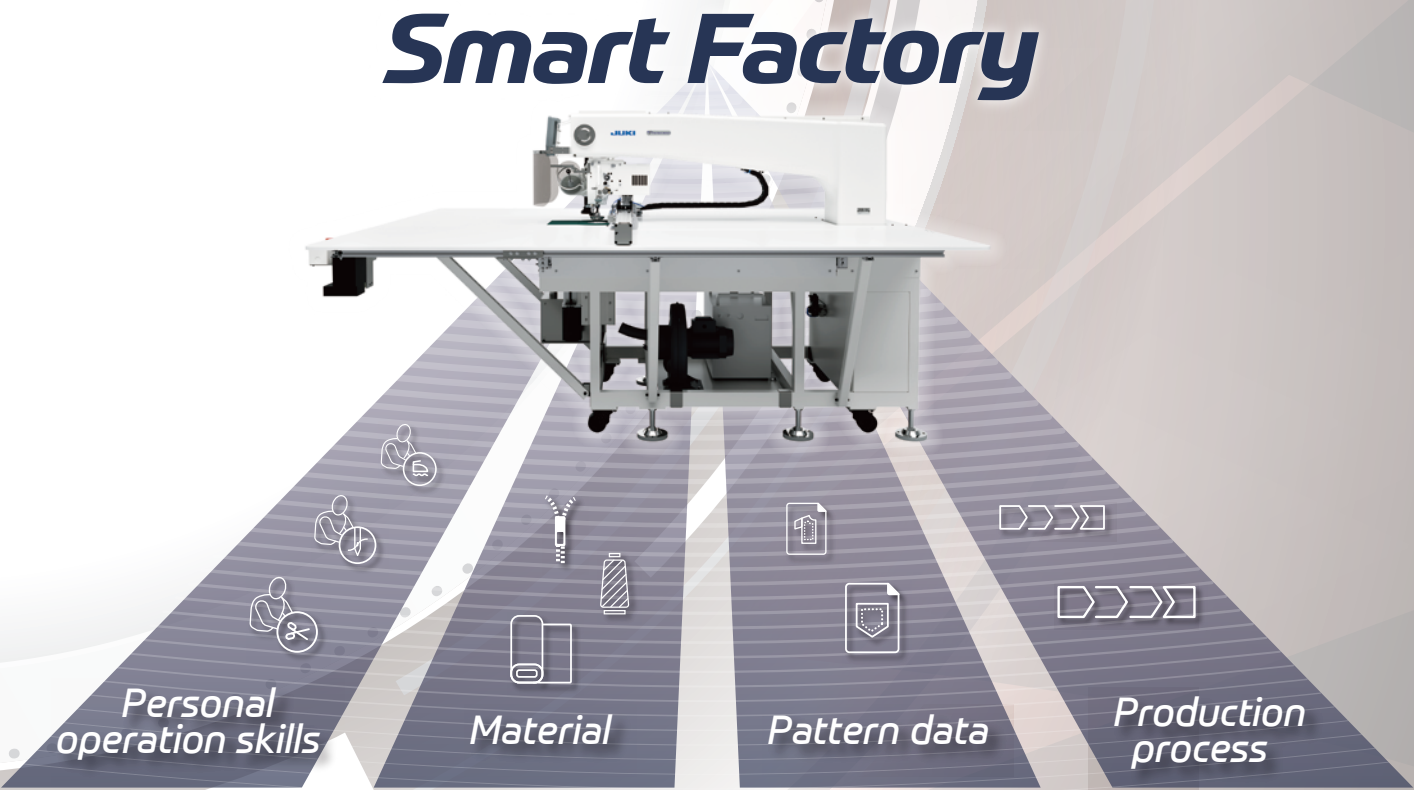 Smart Factory
JUKI
Personal
operation skills
Material
Pattern data
Production
process